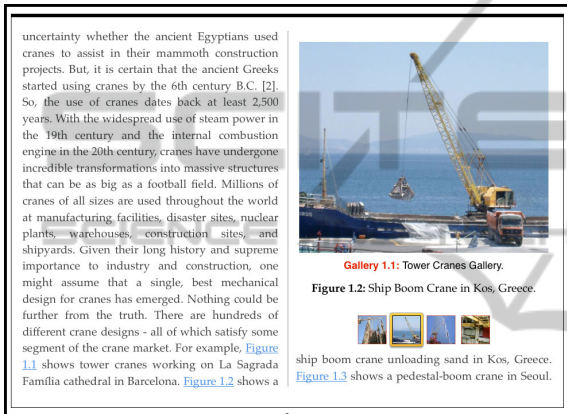 uncertainty whether the ancient Egyptians used
cranes to assist in their mammoth construction
projects. But, it is certain that the ancient Greeks
started using cranes by the 6th century B.C. [2].
So, the use of cranes dates back at least 2,500
years. With the widespread use of steam power in
the 19th century and the internal combustion
engine in the 20th century, cranes have undergone
incredible transformations into massive structures
that can be as big as a football field. Millions of
cranes of all sizes are used throughout the world
at manufacturing facilities, disaster sites, nuclear
plants, warehouses, construction sites, and
shipyards. Given their long history and supreme
importance to industry and construction, one
might assume that a single, best mechanical
design for cranes has emerged. Nothing could be
further from the truth. There are hundreds of
different crane designs - all of which satisfy some
segment of the crane market. For example, Figure
1.1 shows tower cranes working on La Sagrada
Família cathedral in Barcelona. Figure 1.2 shows a
Gallery 1.1: Tower Cranes Gallery.
Figure 1.2: Ship Boom Crane in Kos, Greece.
ship boom crane unloading sand in Kos, Greece.
Figure 1.3 shows a pedestal-boom crane in Seoul.